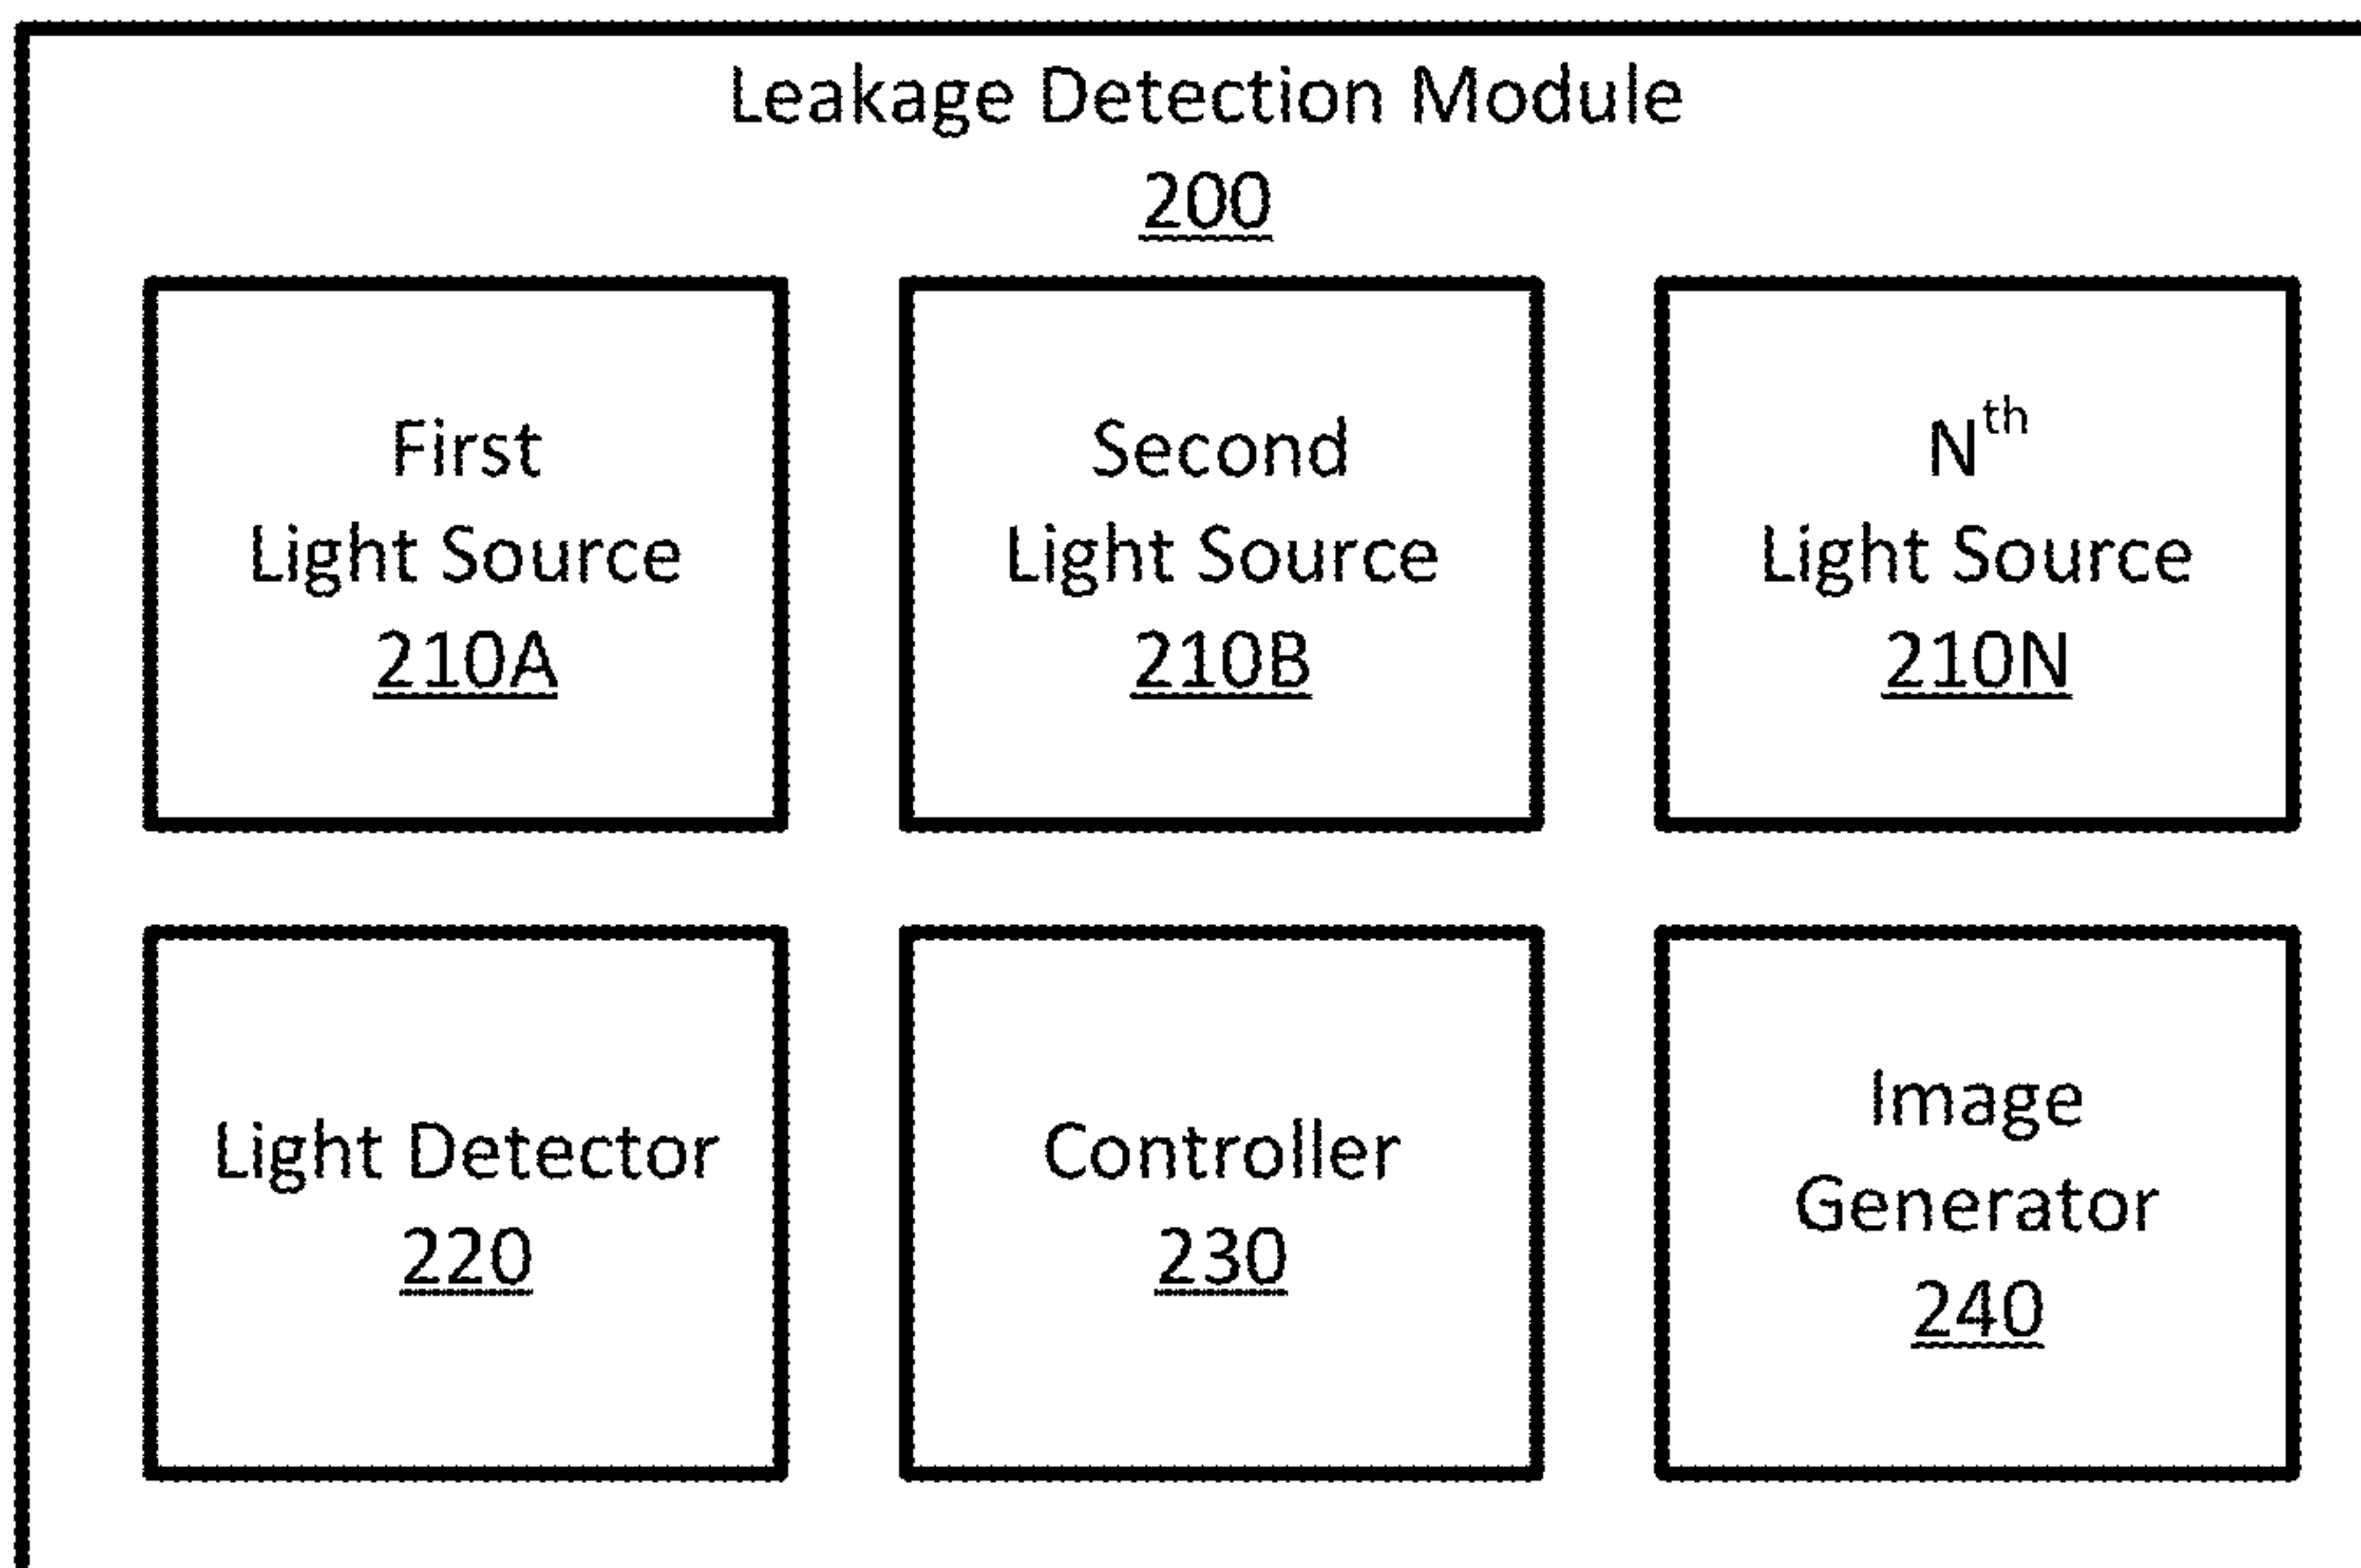 Leakage Detection Module
200
First
Light Source
210A
Second
Light Source
210B
Nth
Light Source
210N
Light Detector
220
Controller
230
Image
Generator
240